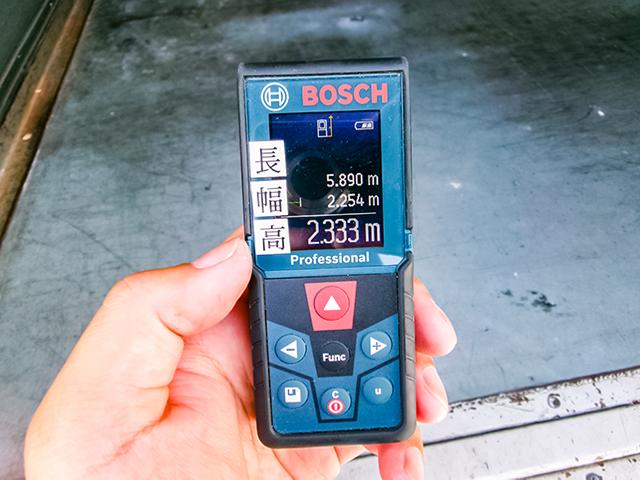 BOSCH
長 5.890 m
幅 2.254 m
高 2.333 m
Professional
Func
C
u